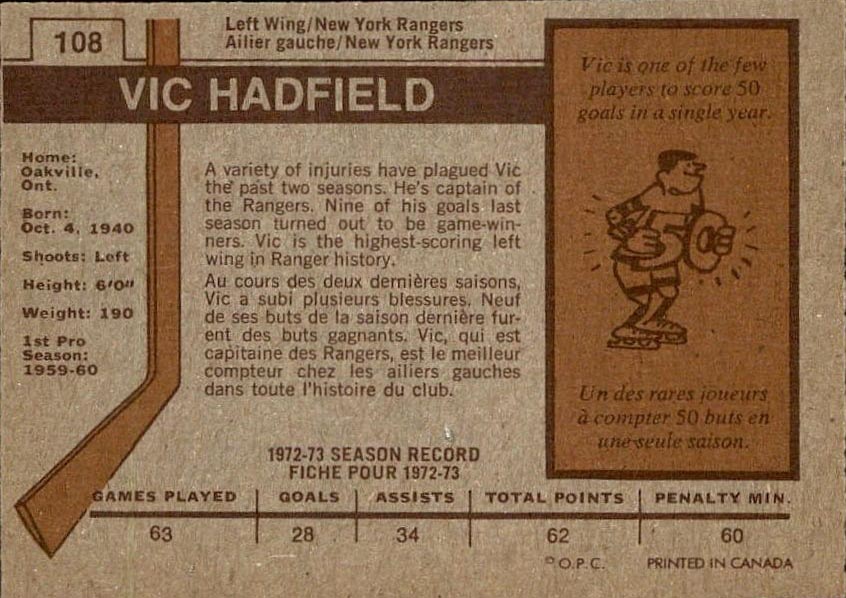 108
Left Wing/New York Rangers
Ailier gauche/New York Rangers
VIC HADFIELD
Home:
Oakville,
Ont.
Born:
Oct. 4, 1940
Shoots: Left
Height: 6'0"
Weight: 190
1st Pro
Season:
1959-60
A variety of injuries have plagued Vic
the past two seasons. He's captain of
the Rangers. Nine of his goals last
season turned out to be game-win-
ners. Vic is the highest-scoring left
wing in Ranger history.
Au cours des deux dernières saisons,
Vic a subi plusieurs blessures. Neuf
de ses buts de la saison dernière fur-
ent des buts gagnants. Vic, qui est
capitaine des Rangers, est le meilleur
compteur chez les ailiers gauches
dans toute l'histoire du club.
Vic is one of the few
players to score 50
goals in a single year.
Un des rares joueurs
à compter 50 buts en
une seule saison.
1972-73 SEASON RECORD
FICHE POUR 1972-73
GAMES PLAYED GOALS ASSISTS TOTAL POINTS PENALTY MIN.
63 28 34 62 60
© O.P.C. PRINTED IN CANADA